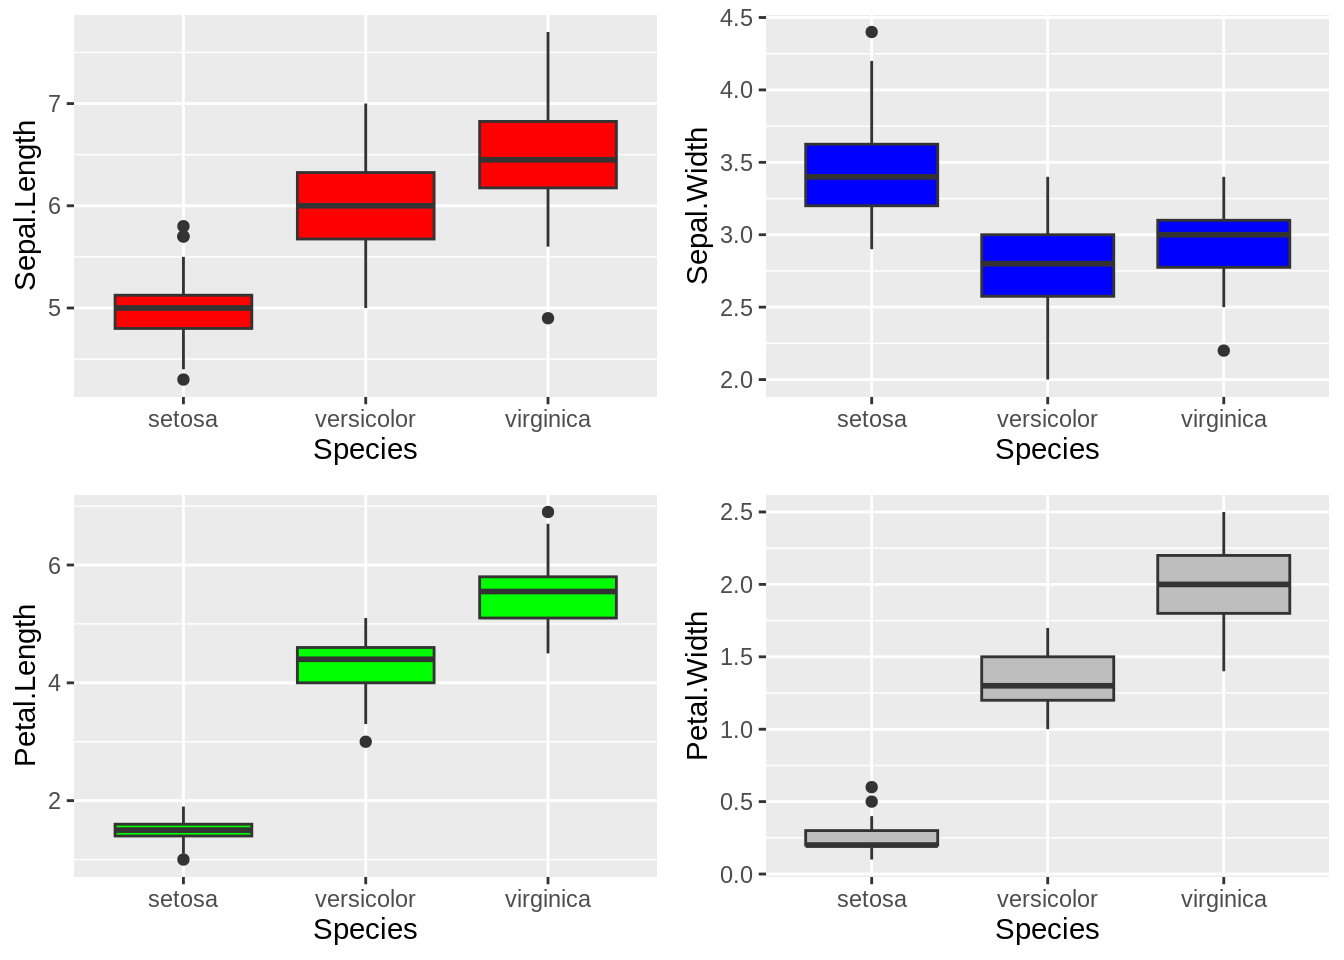 Sepal.Length
7
6
5
setosa versicolor virginica
Species
Sepal.Width
4.5
4.0
3.5
3.0
2.5
2.0
setosa versicolor virginica
Species
Petal.Length
6
4
2
setosa versicolor virginica
Species
Petal.Width
2.5
2.0
1.5
1.0
0.5
0.0
setosa versicolor virginica
Species